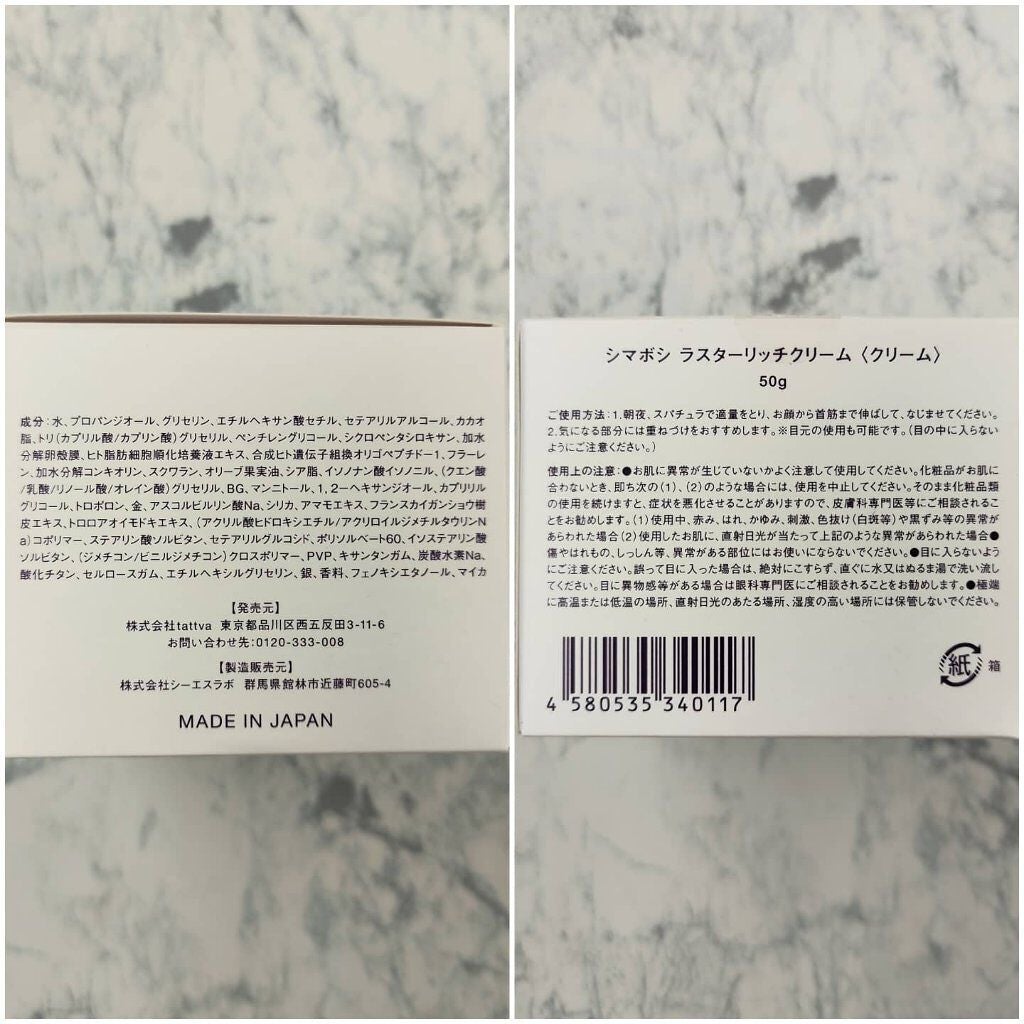 成分:水、プロパンジオール、グリセリン、エチルヘキサン酸セチル、セテアリルアルコール、カカオ
脂、トリ(カプリル酸/カプリン酸)グリセリル、ペンチレングリコール、シクロペンタシロキサン、加水
分解卵殻膜、ヒト脂肪細胞順化培養液エキス、合成ヒト遺伝子組換オリゴペプチド-1、フラーレ
ン、加水分解コンキオリン、スクワラン、オリーブ果実油、シア脂、イソノナン酸イソノニル、(クエン酸
/乳酸/リノール酸/オレイン酸)グリセリル、BG、マンニトール、1,2-ヘキサンジオール、カプリリル
グリコール、トロポロン、金、アスコルビルリン酸Na、シリカ、アマモエキス、フランスカイガンショウ樹
皮エキス、トロロアオイモドキエキス、(アクリル酸ヒドロキシエチル/アクリロイルジメチルタウリンN
a)コポリマー、ステアリン酸ソルビタン、セテアリルグルコシド、ポリソルベート60、イソステアリン酸
ソルビタン、(ジメチコン/ビニルジメチコン)クロスポリマー、PVP、キサンタンガム、炭酸水素Na、
酸化チタン、セルロースガム、エチルヘキシルグリセリン、銀、香料、フェノキシエタノール、マイカ
【発売元】
株式会社tattva 東京都品川区西五反田3-11-6
お問い合わせ先:0120-333-008
【製造販売元】
株式会社シーエスラボ 群馬県館林市近藤町605-4
MADE IN JAPAN
シマボシ ラスターリッチクリーム〈クリーム〉
50g
ご使用方法:1.朝夜、スパチュラで適量をとり、お顔から首筋まで伸ばして、なじませてください。
2.気になる部分には重ねづけをおすすめします。※目元の使用も可能です。(目の中に入らない
ようにご注意ください。)
使用上の注意:●お肌に異常が生じていないかよく注意して使用してください。化粧品がお肌に
合わないとき、即ち次の(1)、(2)のような場合には、使用を中止してください。そのまま化粧品類
の使用を続けますと、症状を悪化させることがありますので、皮膚科専門医等にご相談されるこ
とをお勧めします。(1)使用中、赤み、はれ、かゆみ、刺激、色抜け(白斑等)や黒ずみ等の異常が
あらわれた場合(2)使用したお肌に、直射日光が当たって上記のような異常があらわれた場合●
傷やはれもの、しっしん等、異常がある部位にはお使いにならないでください。●目に入らないよう
にご注意ください。誤って目に入った場合は、絶対にこすらず、直ぐに水又はぬるま湯で洗い流し
てください。目に異物感等がある場合は眼科専門医にご相談されることをお勧めします。●極端
に高温または低温の場所、直射日光のあたる場所、湿度の高い場所には保管しないでください。
紙 箱
4 580535 340117